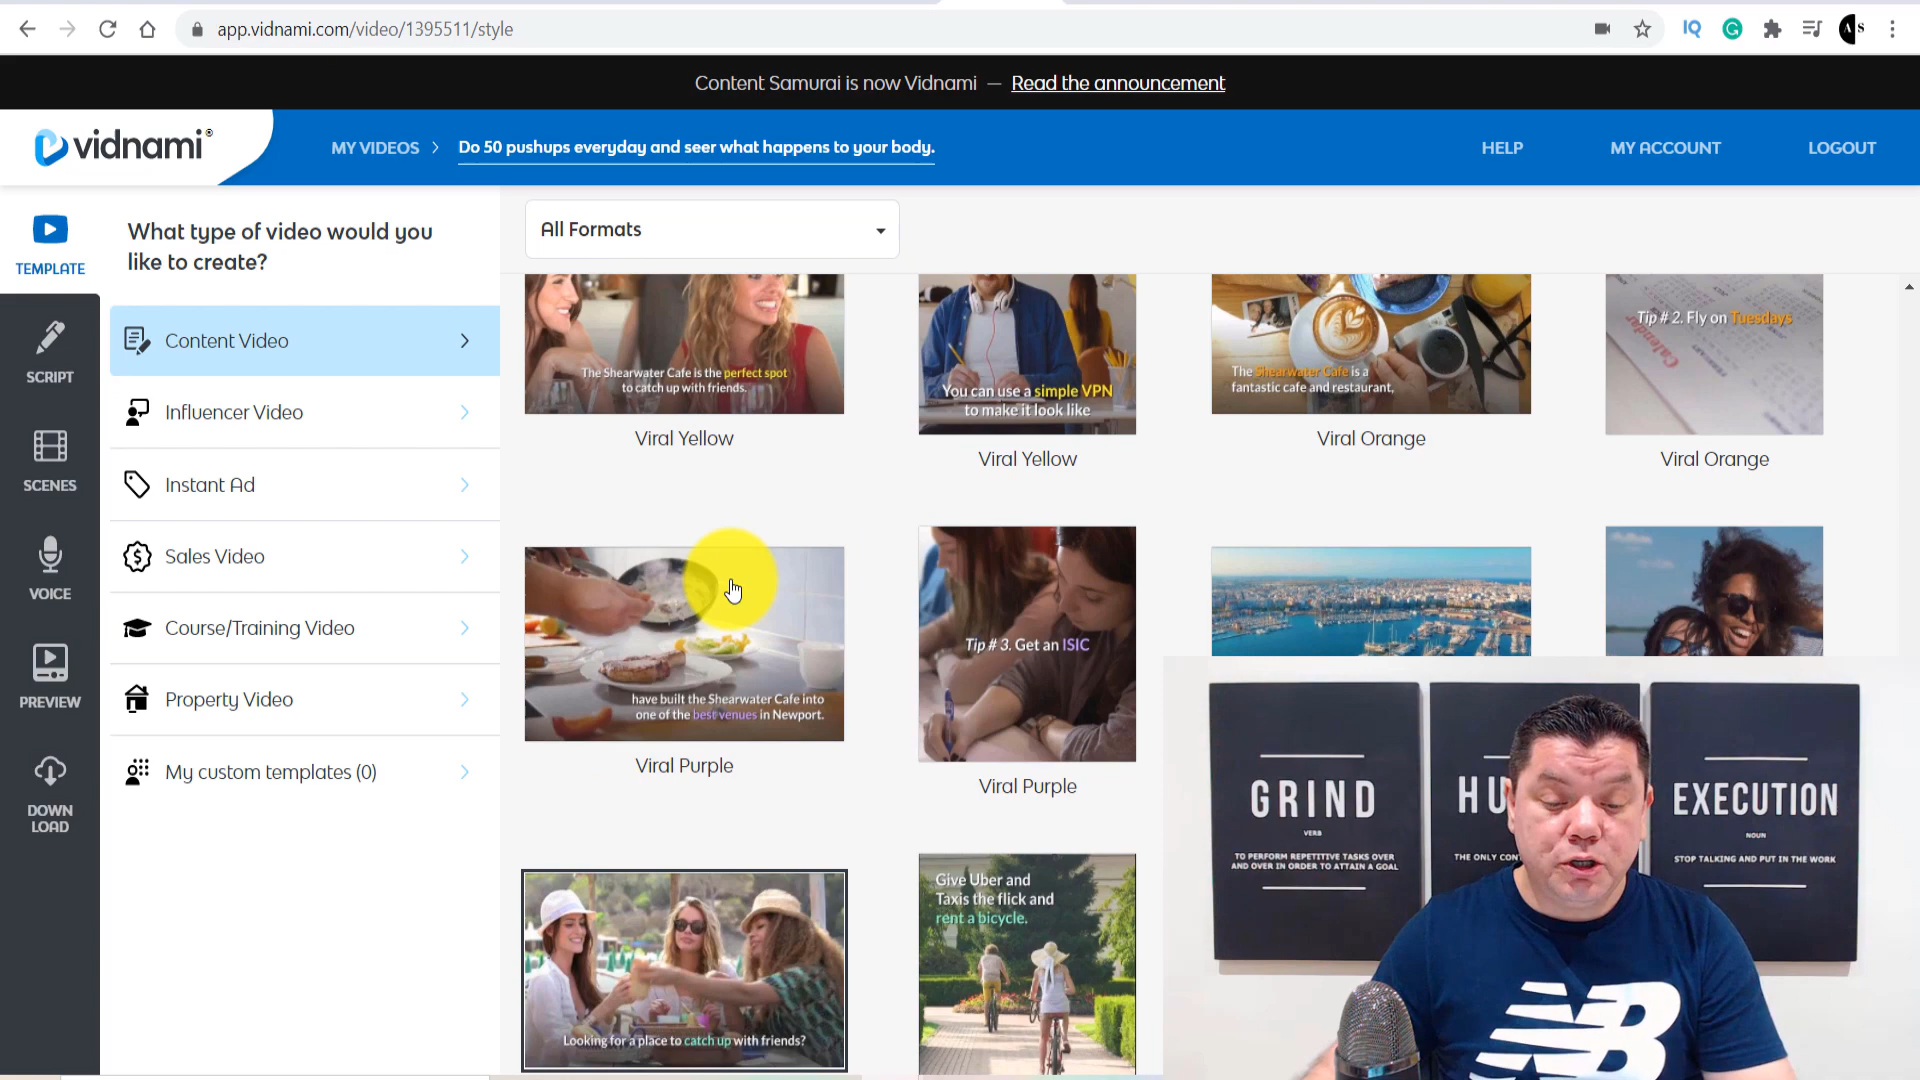 app.vidnami.com/video/1395511/style
Content Samurai is now Vidnami — Read the announcement
vidnami
MY VIDEOS > Do 50 pushups everyday and seer what happens to your body.
HELP
MY ACCOUNT
LOGOUT
TEMPLATE
SCRIPT
SCENES
VOICE
PREVIEW
DOWN
LOAD
What type of video would you
like to create?
Content Video
Influencer Video
Instant Ad
Sales Video
Course/Training Video
Property Video
My custom templates (0)
All Formats
The Shearwater Cafe is the perfect spot
to catch up with friends.
Viral Yellow
You can use a simple VPN
to make it look like
Viral Yellow
The Shearwater Cafe is a
fantastic cafe and restaurant,
Viral Orange
Tip # 2. Fly on Tuesdays
Viral Orange
have built the Shearwater Cafe into
one of the best venues in Newport.
Viral Purple
Tip # 3. Get an ISIC
Viral Purple
Looking for a place to catch up with friends?
Give Uber and
Taxis the flick and
rent a bicycle.
GRIND
VERB
TO PERFORM REPETITIVE TASKS OVER
AND OVER IN ORDER TO ATTAIN A GOAL
HU
THE ONLY
EXECUTION
NOUN
STOP TALKING AND PUT IN THE WORK
NB